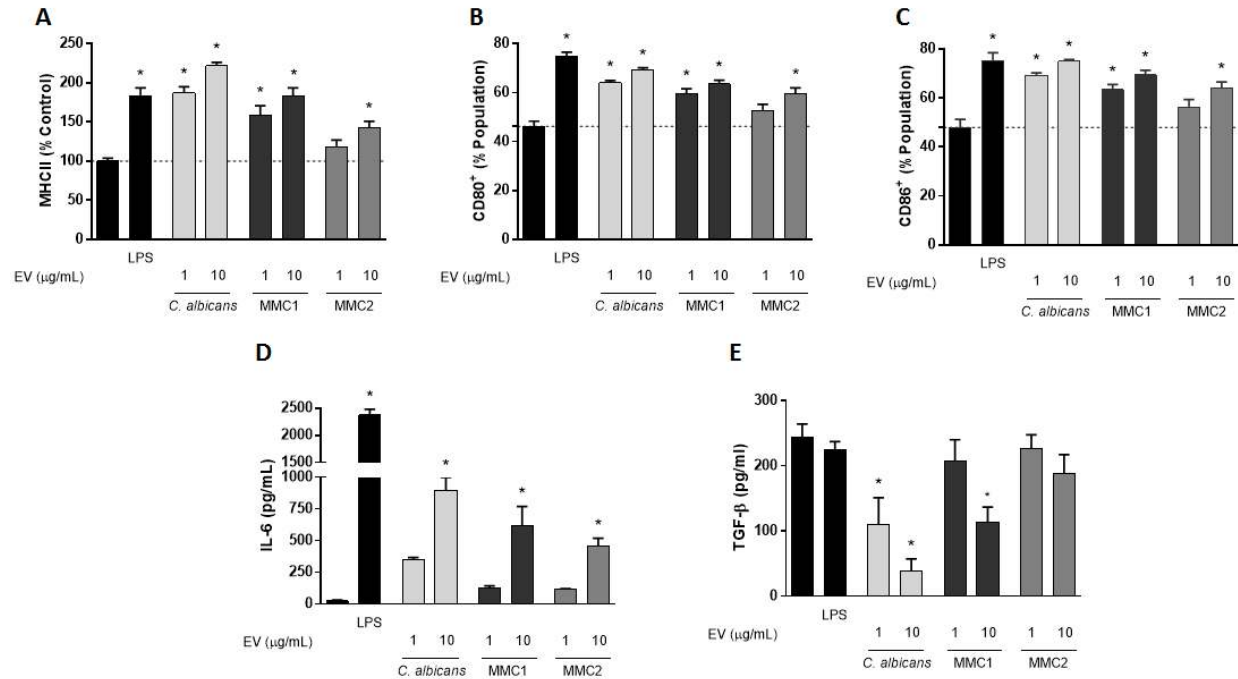 A
MHCII (% Control)
250
200
150
100
50
0
* * * * * *
LPS
EV (μg/mL) 1 10 1 10 1 10
C. albicans MMC1 MMC2
B
CD80+ (% Population)
80
60
40
20
0
* * * * * *
LPS
EV (μg/mL) 1 10 1 10 1 10
C. albicans MMC1 MMC2
C
CD86+ (% Population)
80
60
40
20
0
* * * * * *
LPS
EV (μg/mL) 1 10 1 10 1 10
C. albicans MMC1 MMC2
D
IL-6 (pg/mL)
2500
2000
1500
1000
750
500
250
0
* * * *
LPS
EV (μg/mL) 1 10 1 10 1 10
C. albicans MMC1 MMC2
E
TGF-β (pg/ml)
300
200
100
0
* * *
LPS
EV (μg/mL) 1 10 1 10 1 10
C. albicans MMC1 MMC2